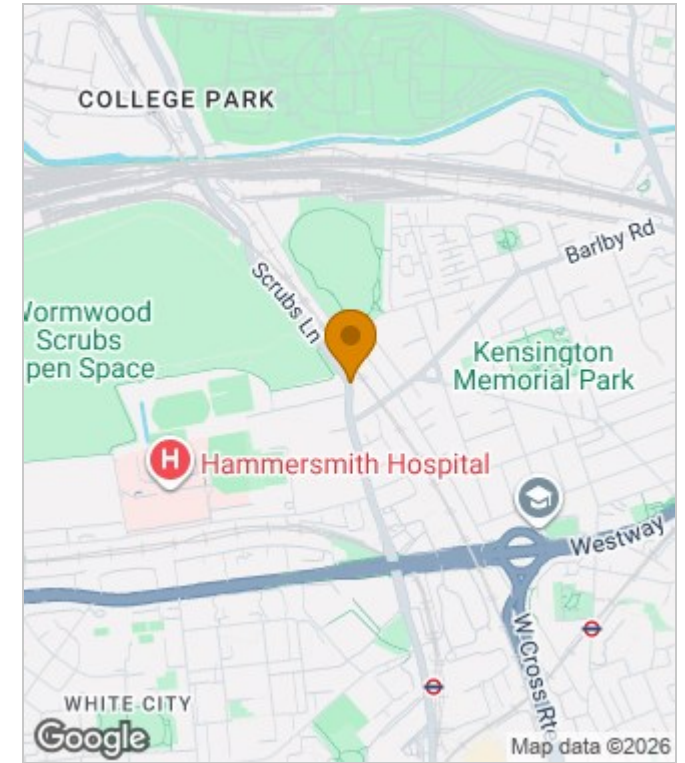 COLLEGE PARK
Barlby Rd
Scrubs Ln
Wormwood
Scrubs
pen Space
Kensington
Memorial Park
H
Hammersmith Hospital
Westway
W Cross Rte
WHITE CITY
Google
Map data ©2026